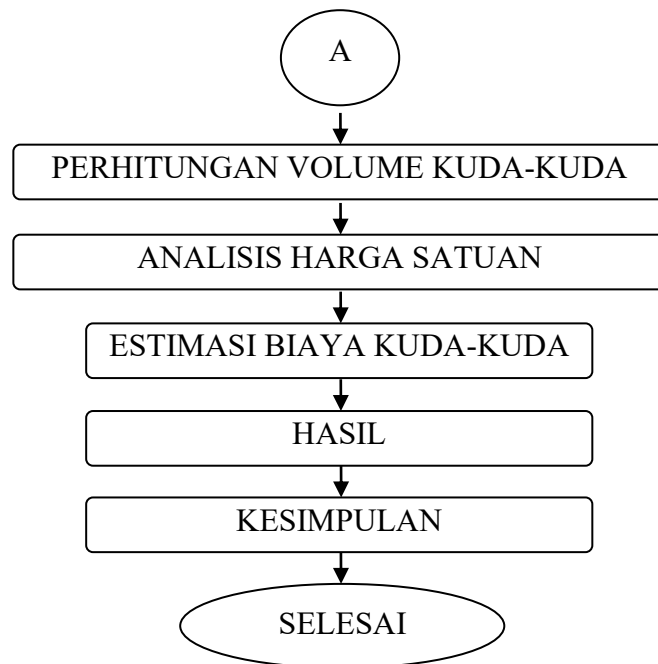 A
PERHITUNGAN VOLUME KUDA-KUDA
ANALISIS HARGA SATUAN
ESTIMASI BIAYA KUDA-KUDA
HASIL
KESIMPULAN
SELESAI